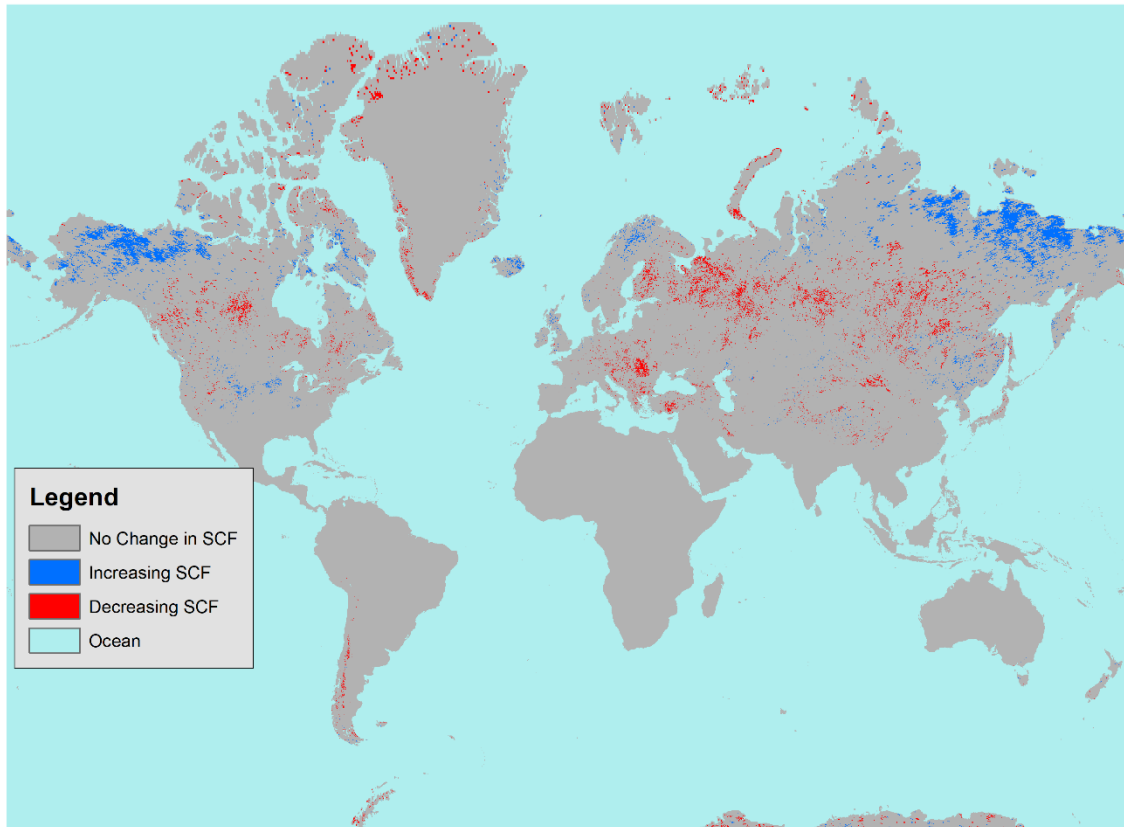 Legend
No Change in SCF
Increasing SCF
Decreasing SCF
Ocean